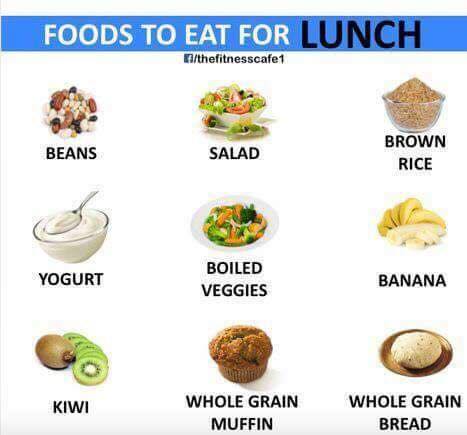 FOODS TO EAT FOR LUNCH
f/thefitnesscafe1
BEANS
SALAD
BROWN
RICE
YOGURT
BOILED
VEGGIES
BANANA
KIWI
WHOLE GRAIN
MUFFIN
WHOLE GRAIN
BREAD